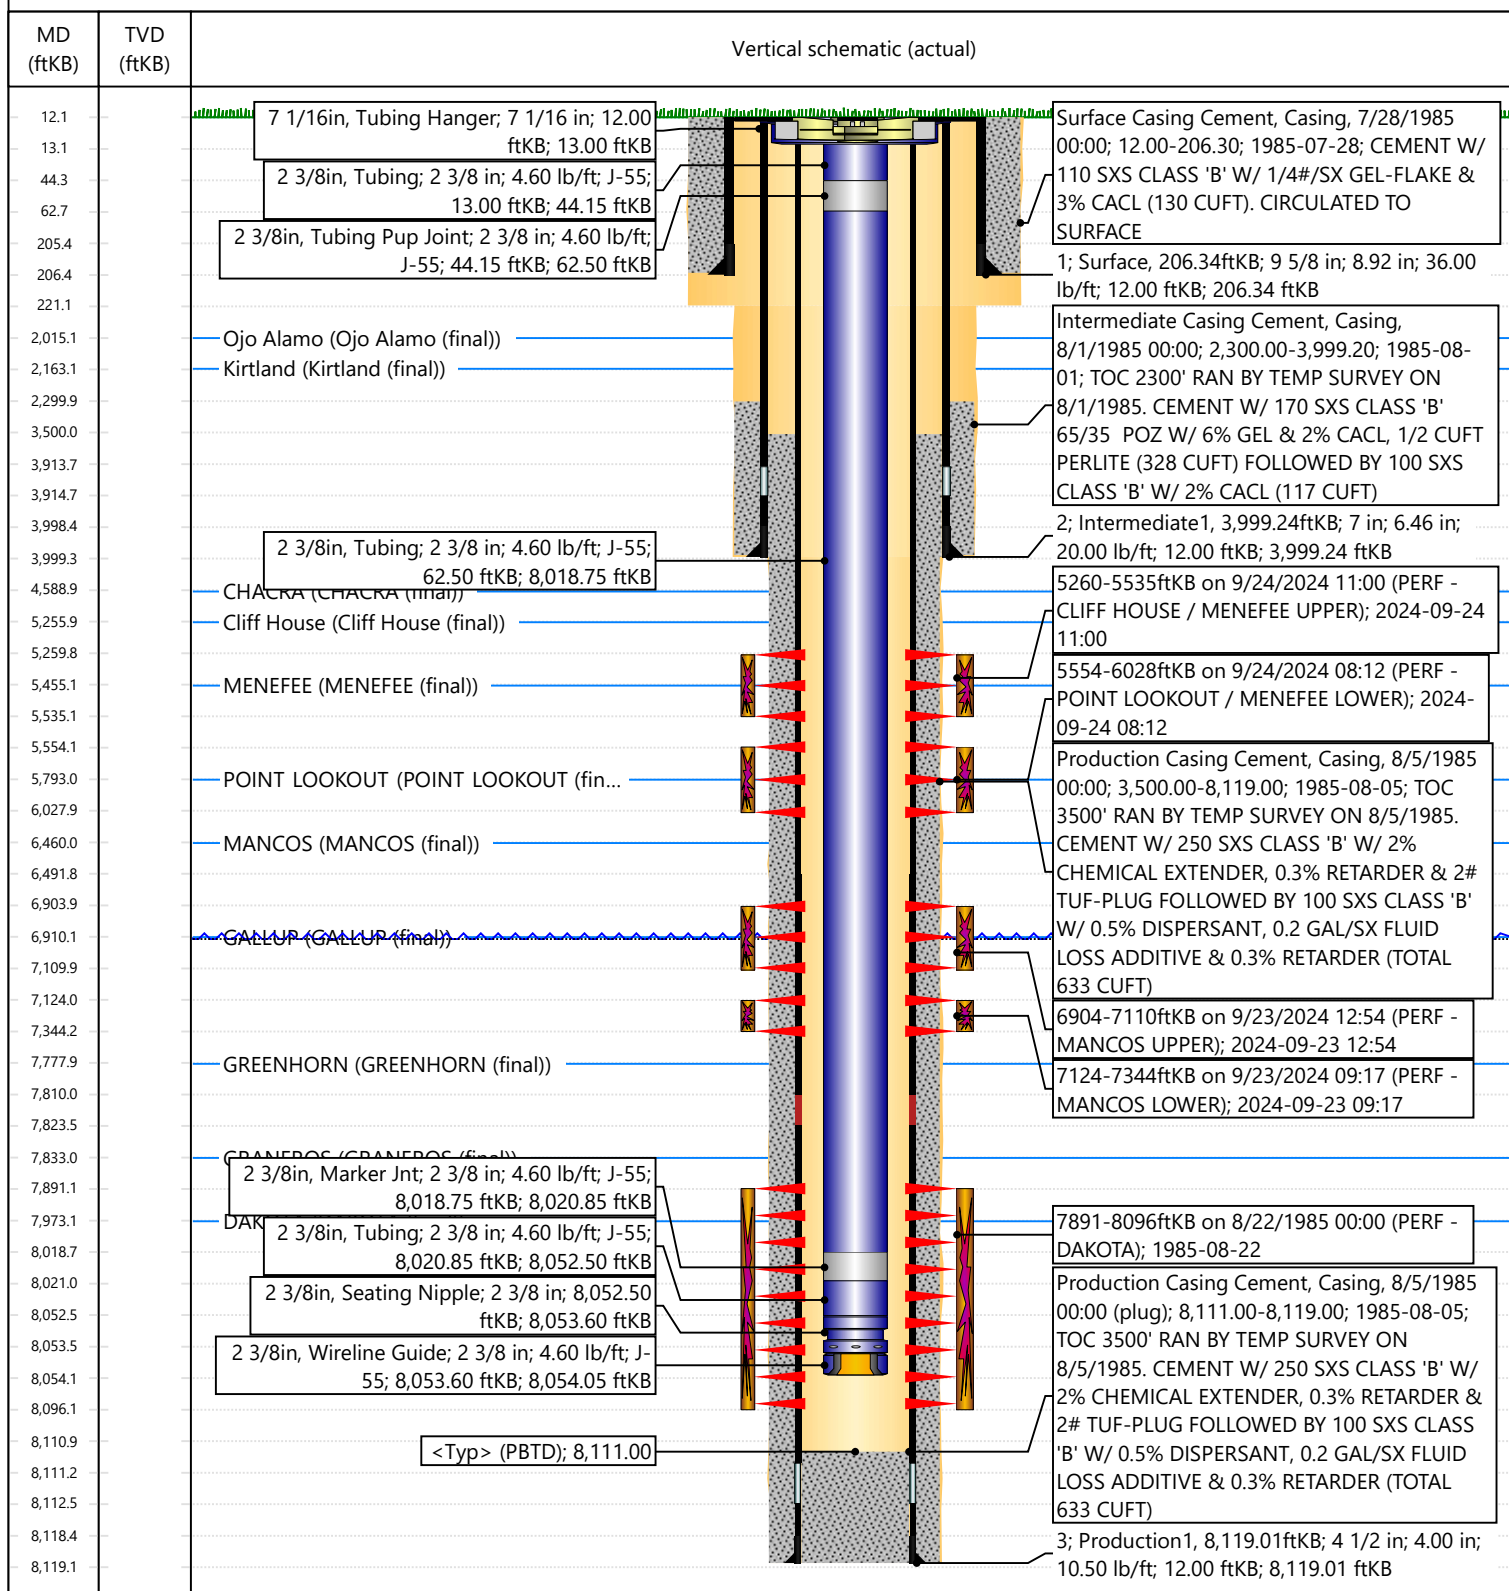 MD
(ftKB)
TVD
(ftKB)
Vertical schematic (actual)
12.1
13.1
44.3
62.7
205.4
206.4
221.1
2,015.1
2,163.1
2,299.9
3,500.0
3,913.7
3,914.7
3,998.4
3,999.3
4,588.9
5,255.9
5,259.8
5,455.1
5,535.1
5,554.1
5,793.0
6,027.9
6,460.0
6,491.8
6,903.9
6,910.1
7,109.9
7,124.0
7,344.2
7,777.9
7,810.0
7,823.5
7,833.0
7,891.1
7,973.1
8,018.7
8,021.0
8,052.5
8,053.5
8,054.1
8,096.1
8,110.9
8,111.2
8,112.5
8,118.4
8,119.1
7 1/16in, Tubing Hanger; 7 1/16 in; 12.00
ftKB; 13.00 ftKB
2 3/8in, Tubing; 2 3/8 in; 4.60 lb/ft; J-55;
13.00 ftKB; 44.15 ftKB
2 3/8in, Tubing Pup Joint; 2 3/8 in; 4.60 lb/ft;
J-55; 44.15 ftKB; 62.50 ftKB
Ojo Alamo (Ojo Alamo (final))
Kirtland (Kirtland (final))
2 3/8in, Tubing; 2 3/8 in; 4.60 lb/ft; J-55;
62.50 ftKB; 8,018.75 ftKB
CHACRA (CHACRA (final))
Cliff House (Cliff House (final))
MENEFEE (MENEFEE (final))
POINT LOOKOUT (POINT LOOKOUT (fin...
MANCOS (MANCOS (final))
GALLUP (GALLUP (final))
GREENHORN (GREENHORN (final))
GRANEROS (GRANEROS (final))
2 3/8in, Marker Jnt; 2 3/8 in; 4.60 lb/ft; J-55;
8,018.75 ftKB; 8,020.85 ftKB
DAK
2 3/8in, Tubing; 2 3/8 in; 4.60 lb/ft; J-55;
8,020.85 ftKB; 8,052.50 ftKB
2 3/8in, Seating Nipple; 2 3/8 in; 8,052.50
ftKB; 8,053.60 ftKB
2 3/8in, Wireline Guide; 2 3/8 in; 4.60 lb/ft; J-
55; 8,053.60 ftKB; 8,054.05 ftKB
<Typ> (PBTD); 8,111.00
Surface Casing Cement, Casing, 7/28/1985
00:00; 12.00-206.30; 1985-07-28; CEMENT W/
110 SXS CLASS 'B' W/ 1/4#/SX GEL-FLAKE &
3% CACL (130 CUFT). CIRCULATED TO
SURFACE
1; Surface, 206.34ftKB; 9 5/8 in; 8.92 in; 36.00
lb/ft; 12.00 ftKB; 206.34 ftKB
Intermediate Casing Cement, Casing,
8/1/1985 00:00; 2,300.00-3,999.20; 1985-08-
01; TOC 2300' RAN BY TEMP SURVEY ON
8/1/1985. CEMENT W/ 170 SXS CLASS 'B'
65/35  POZ W/ 6% GEL & 2% CACL, 1/2 CUFT
PERLITE (328 CUFT) FOLLOWED BY 100 SXS
CLASS 'B' W/ 2% CACL (117 CUFT)
2; Intermediate1, 3,999.24ftKB; 7 in; 6.46 in;
20.00 lb/ft; 12.00 ftKB; 3,999.24 ftKB
5260-5535ftKB on 9/24/2024 11:00 (PERF -
CLIFF HOUSE / MENEFEE UPPER); 2024-09-24
11:00
5554-6028ftKB on 9/24/2024 08:12 (PERF -
POINT LOOKOUT / MENEFEE LOWER); 2024-
09-24 08:12
Production Casing Cement, Casing, 8/5/1985
00:00; 3,500.00-8,119.00; 1985-08-05; TOC
3500' RAN BY TEMP SURVEY ON 8/5/1985.
CEMENT W/ 250 SXS CLASS 'B' W/ 2%
CHEMICAL EXTENDER, 0.3% RETARDER & 2#
TUF-PLUG FOLLOWED BY 100 SXS CLASS 'B'
W/ 0.5% DISPERSANT, 0.2 GAL/SX FLUID
LOSS ADDITIVE & 0.3% RETARDER (TOTAL
633 CUFT)
6904-7110ftKB on 9/23/2024 12:54 (PERF -
MANCOS UPPER); 2024-09-23 12:54
7124-7344ftKB on 9/23/2024 09:17 (PERF -
MANCOS LOWER); 2024-09-23 09:17
7891-8096ftKB on 8/22/1985 00:00 (PERF -
DAKOTA); 1985-08-22
Production Casing Cement, Casing, 8/5/1985
00:00 (plug); 8,111.00-8,119.00; 1985-08-05;
TOC 3500' RAN BY TEMP SURVEY ON
8/5/1985. CEMENT W/ 250 SXS CLASS 'B' W/
2% CHEMICAL EXTENDER, 0.3% RETARDER &
2# TUF-PLUG FOLLOWED BY 100 SXS CLASS
'B' W/ 0.5% DISPERSANT, 0.2 GAL/SX FLUID
LOSS ADDITIVE & 0.3% RETARDER (TOTAL
633 CUFT)
3; Production1, 8,119.01ftKB; 4 1/2 in; 4.00 in;
10.50 lb/ft; 12.00 ftKB; 8,119.01 ftKB